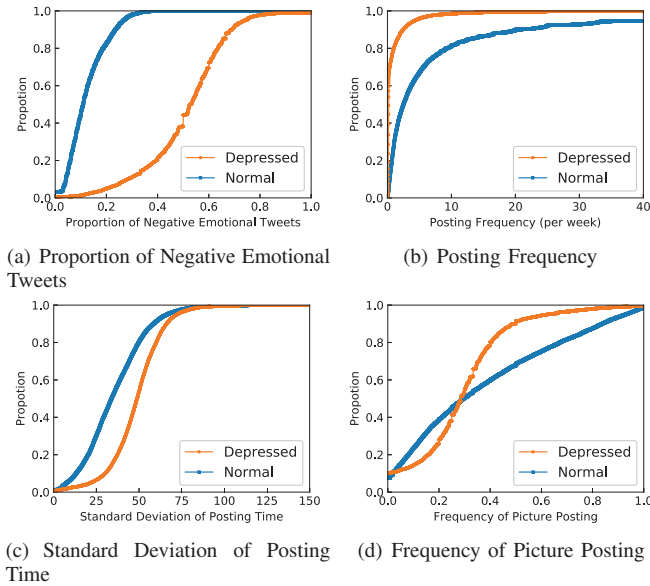 1.0
0.8
0.6
0.4
0.2
0.0
Propotion
Depressed
Normal
0.0 0.2 0.4 0.6 0.8 1.0
Proportion of Negative Emotional Tweets
(a) Proportion of Negative Emotional
Tweets
1.0
0.8
0.6
0.4
0.2
0.0
Propotion
Depressed
Normal
0 10 20 30 40
Posting Frequency (per week)
(b) Posting Frequency
1.0
0.8
0.6
0.4
0.2
0.0
Propotion
Depressed
Normal
0 25 50 75 100 125 150
Standard Deviation of Posting Time
(c) Standard Deviation of Posting
Time
1.0
0.8
0.6
0.4
0.2
0.0
Propotion
Depressed
Normal
0.0 0.2 0.4 0.6 0.8 1.0
Frequency of Picture Posting
(d) Frequency of Picture Posting